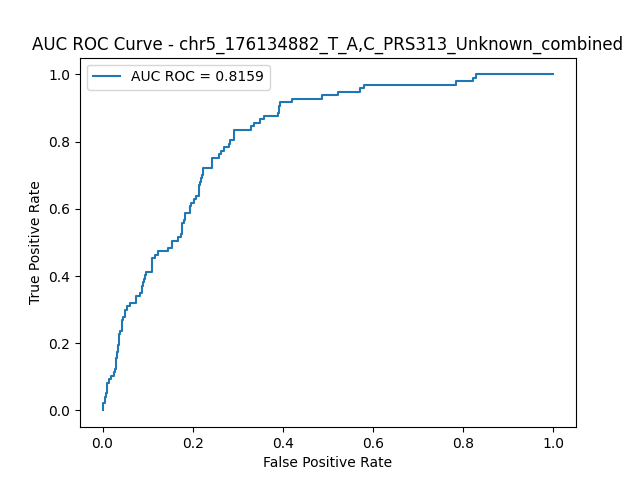 AUC ROC Curve - chr5_176134882_T_A,C_PRS313_Unknown_combined
AUC ROC = 0.8159
1.0
0.8
0.6
0.4
0.2
0.0
True Positive Rate
0.0 0.2 0.4 0.6 0.8 1.0
False Positive Rate